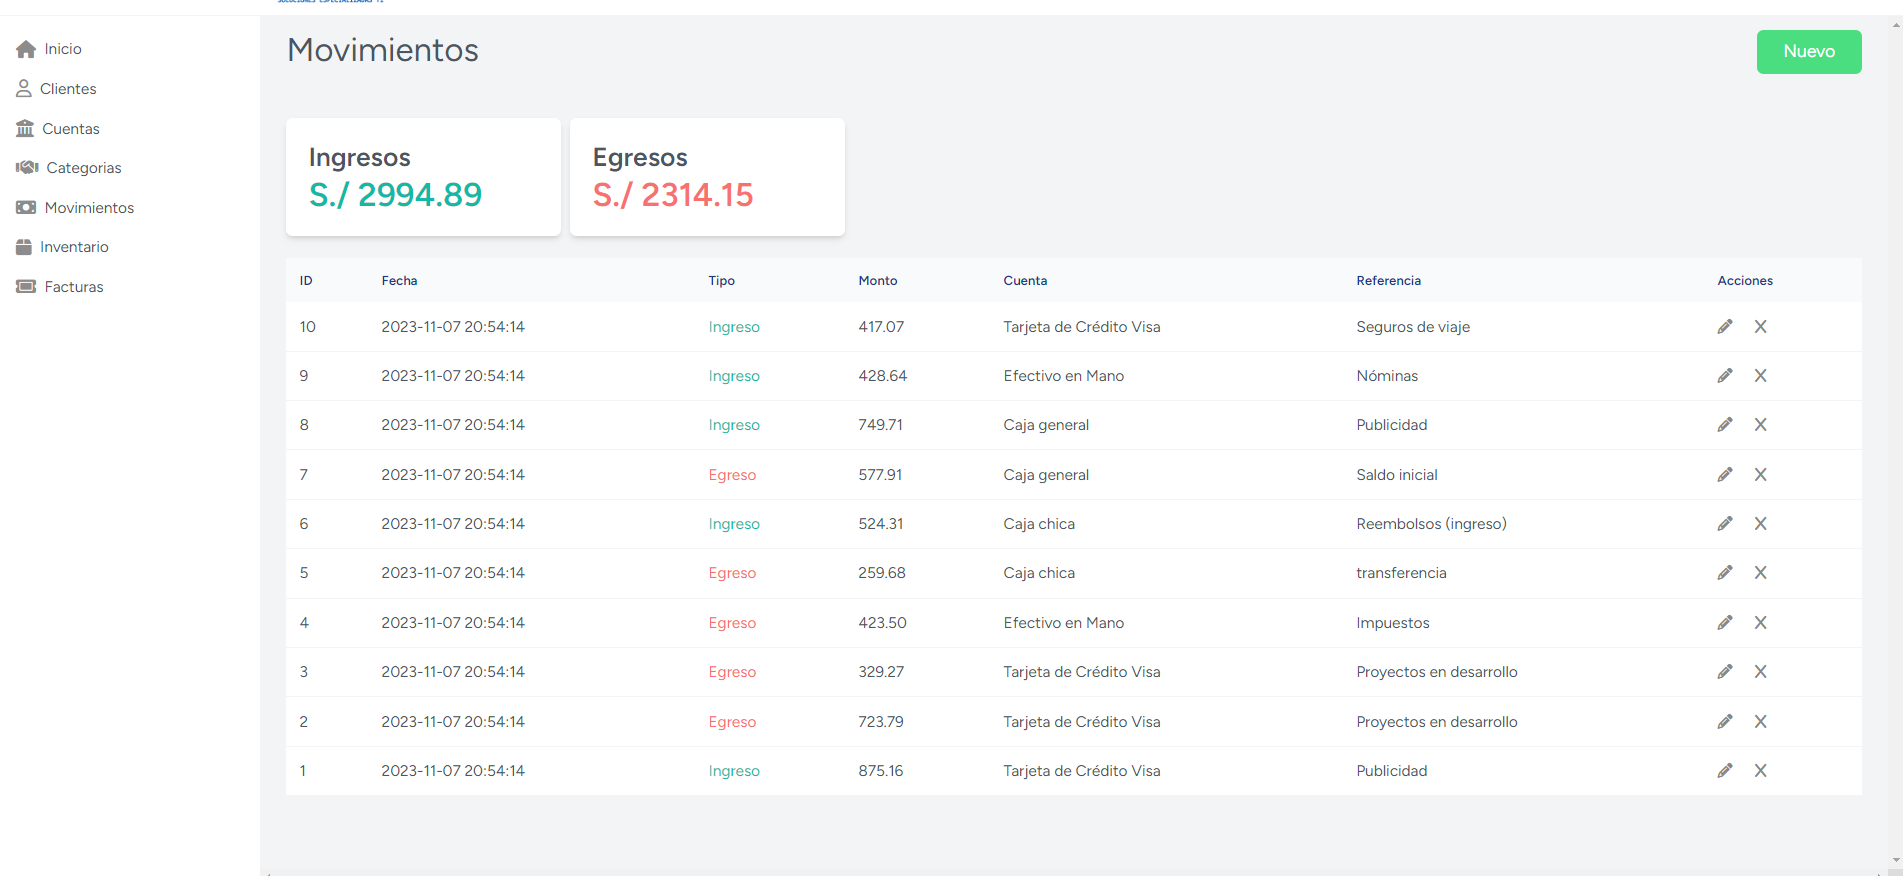 SOLUCIONES ESPECIALIZADAS TI
Inicio
Clientes
Cuentas
Categorias
Movimientos
Inventario
Facturas
Movimientos
Nuevo
Ingresos
S./ 2994.89
Egresos
S./ 2314.15
ID Fecha Tipo Monto Cuenta Referencia Acciones
10 2023-11-07 20:54:14 Ingreso 417.07 Tarjeta de Crédito Visa Seguros de viaje
9 2023-11-07 20:54:14 Ingreso 428.64 Efectivo en Mano Nóminas
8 2023-11-07 20:54:14 Ingreso 749.71 Caja general Publicidad
7 2023-11-07 20:54:14 Egreso 577.91 Caja general Saldo inicial
6 2023-11-07 20:54:14 Ingreso 524.31 Caja chica Reembolsos (ingreso)
5 2023-11-07 20:54:14 Egreso 259.68 Caja chica transferencia
4 2023-11-07 20:54:14 Egreso 423.50 Efectivo en Mano Impuestos
3 2023-11-07 20:54:14 Egreso 329.27 Tarjeta de Crédito Visa Proyectos en desarrollo
2 2023-11-07 20:54:14 Egreso 723.79 Tarjeta de Crédito Visa Proyectos en desarrollo
1 2023-11-07 20:54:14 Ingreso 875.16 Tarjeta de Crédito Visa Publicidad